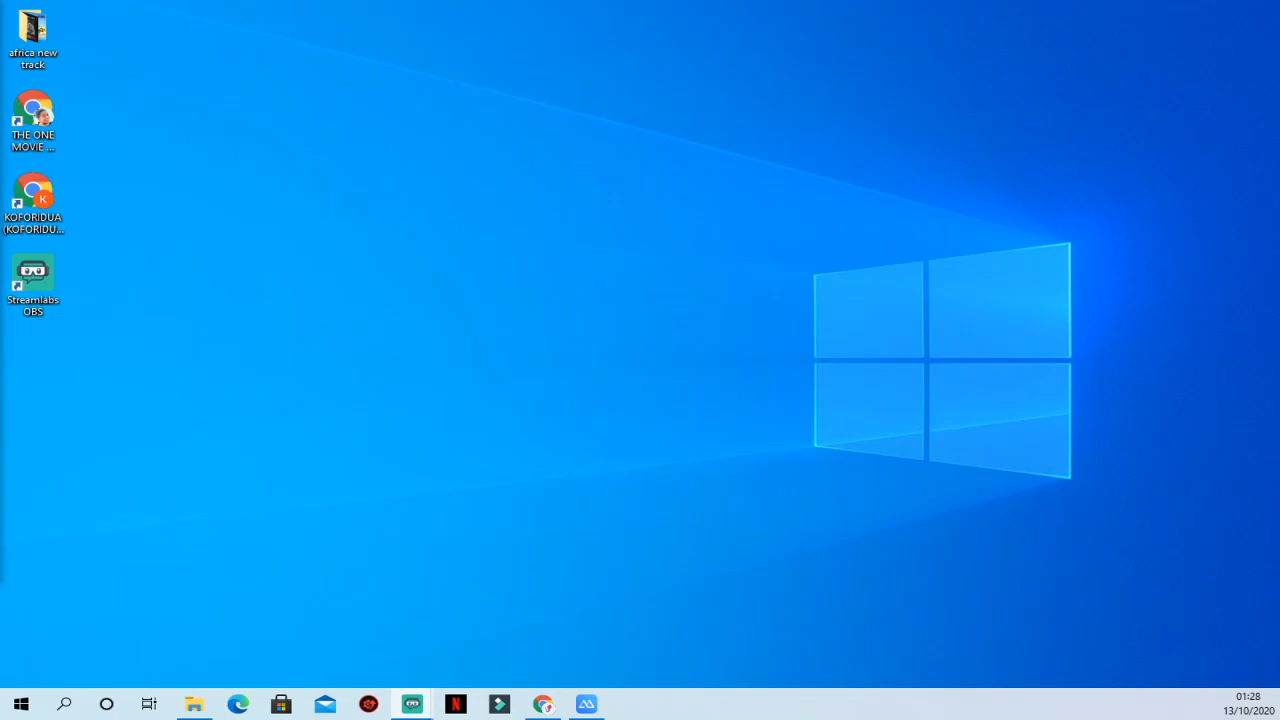 africa new
track
THE ONE
MOVIE ...
K
KOFORIDUA
(KOFORIDU...
Streamlabs
OBS
N
01:28
13/10/2020